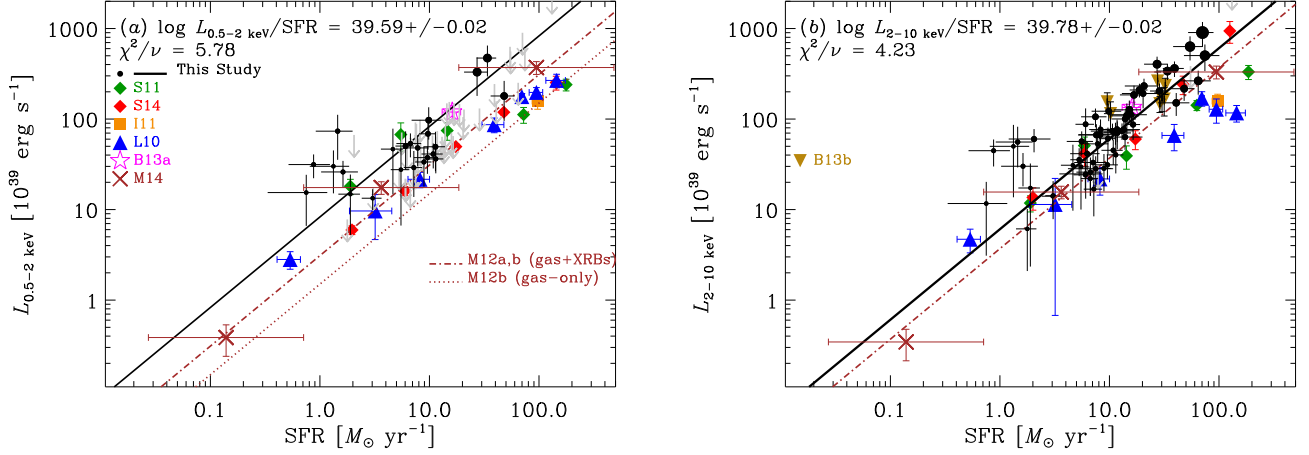 (a) log L0.5−2 keV/SFR = 39.59+/−0.02
χ²/ν = 5.78
This Study
S11
S14
I11
L10
B13a
M14
M12a,b (gas+XRBs)
M12b (gas−only)
1000
100
10
1
L0.5−2 keV [10³⁹ erg s⁻¹]
0.1 1.0 10.0 100.0
SFR [M⊙ yr⁻¹]
(b) log L2−10 keV/SFR = 39.78+/−0.02
χ²/ν = 4.23
B13b
1000
100
10
1
L2−10 keV [10³⁹ erg s⁻¹]
0.1 1.0 10.0 100.0
SFR [M⊙ yr⁻¹]